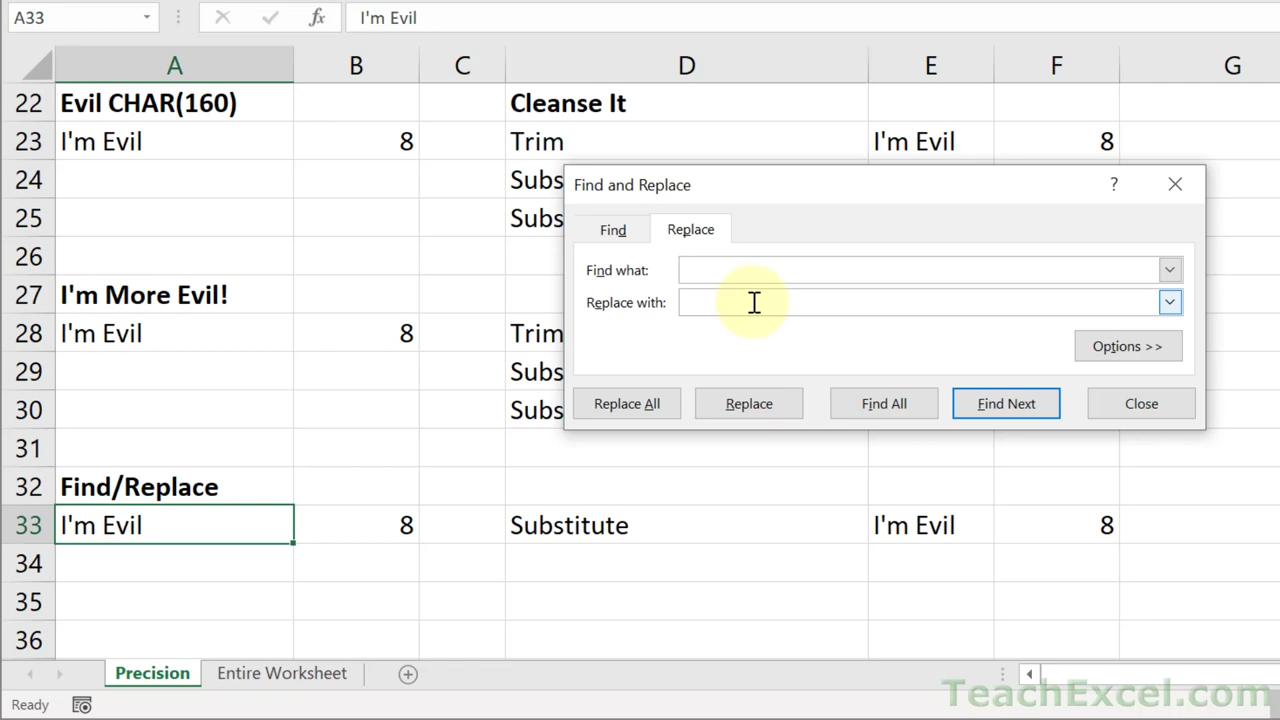 A33 fx I'm Evil
A B C D E F G
22 Evil CHAR(160) Cleanse It
23 I'm Evil 8 Trim I'm Evil 8
24 Subs
25 Subs
26
27 I'm More Evil!
28 I'm Evil 8 Trim
29 Subs
30 Subs
31
32 Find/Replace
33 I'm Evil 8 Substitute I'm Evil 8
34
35
36
Find and Replace ?
Find Replace
Find what:
Replace with:
Options >>
Replace All Replace Find All Find Next Close
Precision Entire Worksheet
Ready
TeachExcel.com